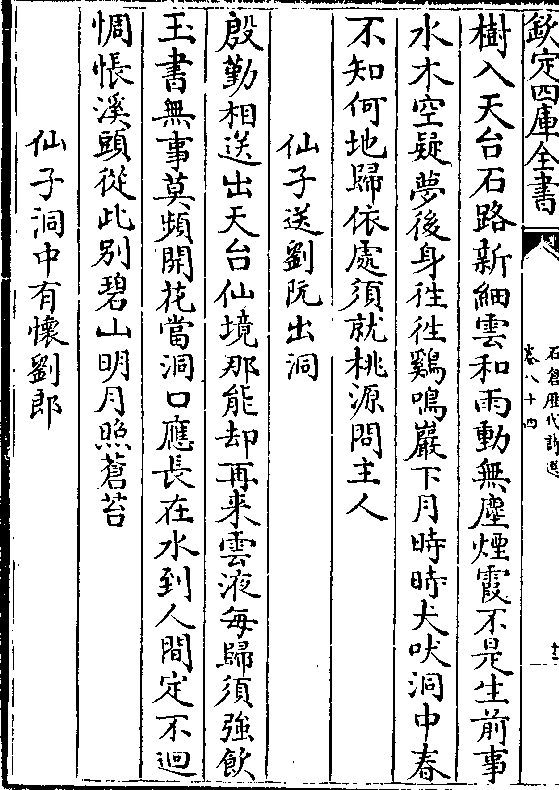 欽定四庫全書
石倉歷代詩選
卷八十四
十二
樹入天台石路新細雲和雨動無塵煙霞不是生前事
水木空疑夢後身往往鷄鳴巖下月時時犬吠洞中春
不知何地歸依處須就桃源問主人
仙子送劉阮出洞
殷勤相送出天台仙境那能却再来雲液每歸須強飲
玉書無事莫頻開花當洞口應長在水到人間定不迴
惆悵溪頭從此別碧山明月照蒼苔
仙子洞中有懷劉郎